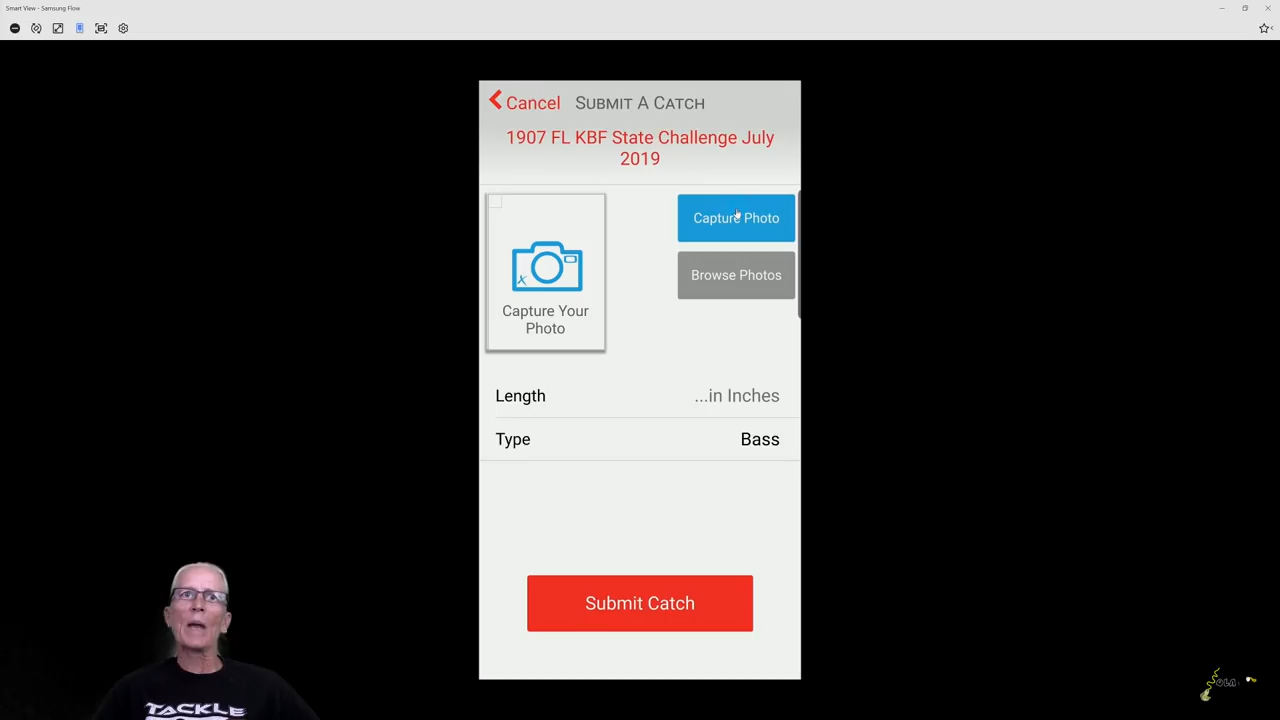 Smart View - Samsung Flow
Cancel SUBMIT A CATCH
1907 FL KBF State Challenge July
2019
Capture Photo
Browse Photos
Capture Your
Photo
Length ...in Inches
Type Bass
Submit Catch
TACKLE